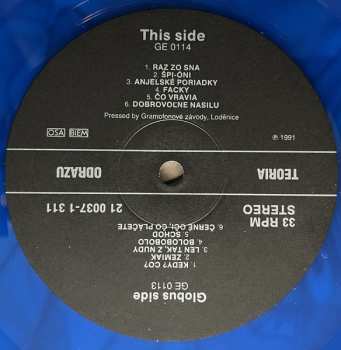 This side
GE 0114
1. RAZ ZO SNA
2. ŠPI-ÓNI
3. ANJELSKÉ PORIADKY
4. FACKY
5. ČO VRAVIA
6. DOBROVOĽNE NASILU
Pressed by Gramofonové závody, Loděnice
OSA BIEM
℗ 1991
TEÓRIA
ODRAZU
33 RPM
STEREO
21 0037-1 311
Globus side
GE 0113
1. KEDY? ČO?
2. ZEMIAK
3. LEN TAK, Z NUDY
4. BOLOBOBOLO
5. SCHOD
6. ČERNÉ OČI, ČO PLAČETE